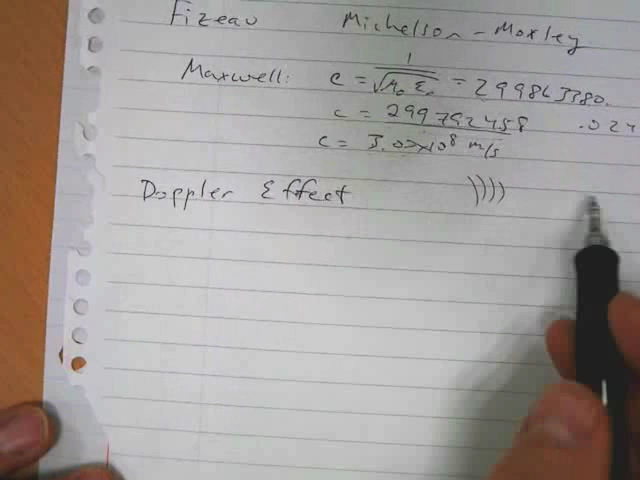 Fizeau Michelson-Morley
Maxwell: c = 1/√μ₀ε₀ = 299863380.
c = 299792458 .024
c = 3.00×10⁸ m/s
Doppler Effect ))))